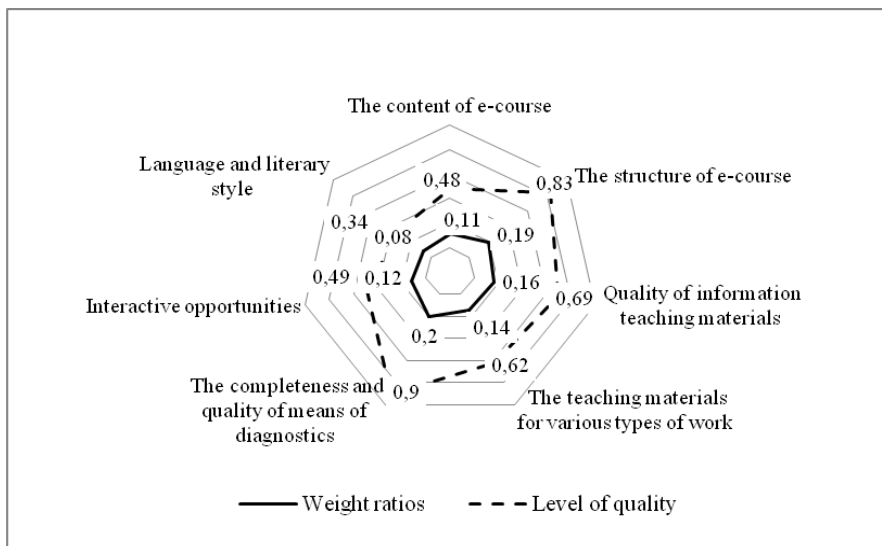 The content of e-course
Language and literary
style
0,48
0,83
The structure of e-course
0,34
0,08
0,11
0,19
0,49
0,12
0,16
Interactive opportunities
0,69
Quality of information
teaching materials
0,2
0,14
0,62
The completeness and
quality of means of
diagnostics
0,9
The teaching materials
for various types of work
Weight ratios
Level of quality